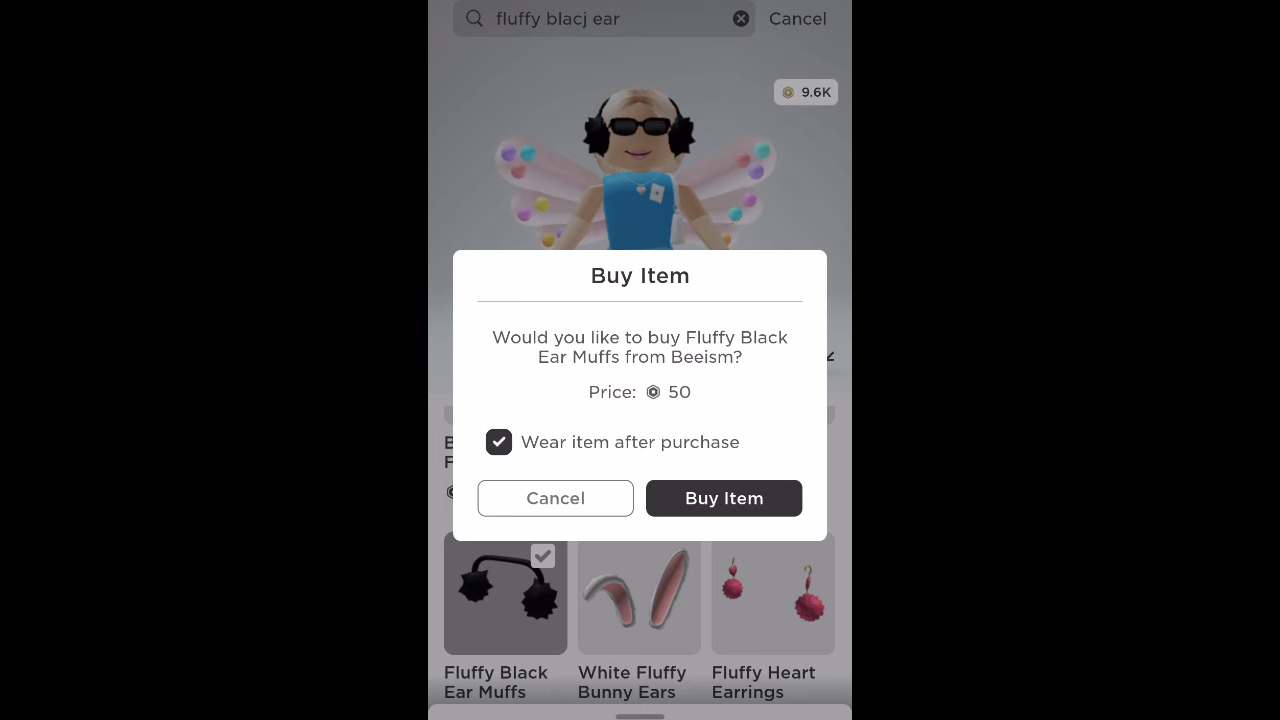 fluffy blacj ear
Cancel
9.6K
Buy Item
Would you like to buy Fluffy Black
Ear Muffs from Beeism?
Price: 50
Wear item after purchase
Cancel
Buy Item
B
F
Fluffy Black
Ear Muffs
White Fluffy
Bunny Ears
Fluffy Heart
Earrings